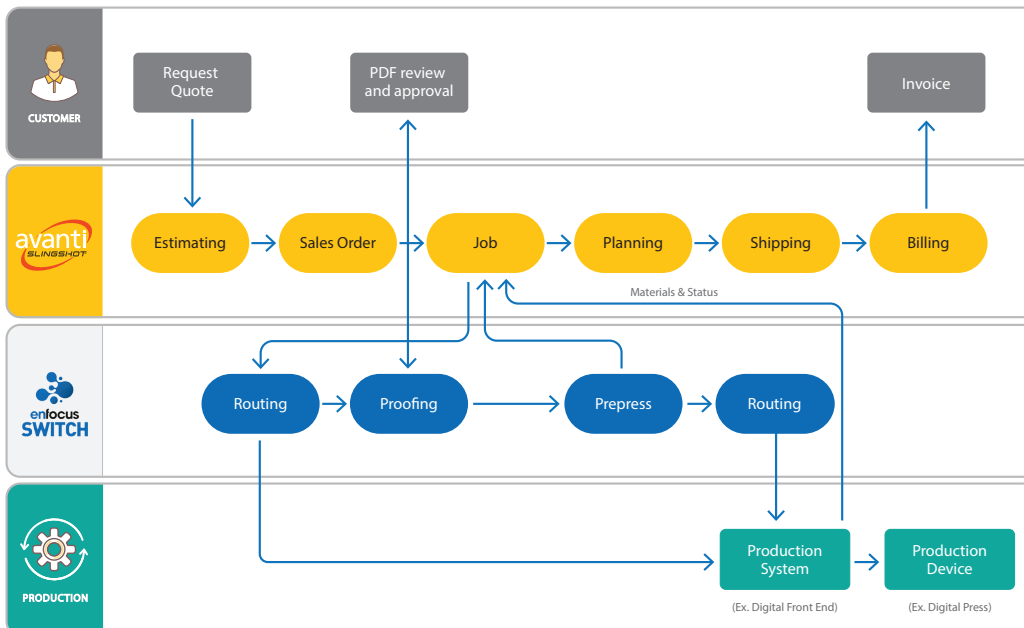 Request
Quote
PDF review
and approval
Invoice
CUSTOMER
avanti
SLINGSHOT
Estimating
Sales Order
Job
Planning
Shipping
Billing
Materials & Status
enfocus
SWITCH
Routing
Proofing
Prepress
Routing
PRODUCTION
Production
System
(Ex. Digital Front End)
Production
Device
(Ex. Digital Press)